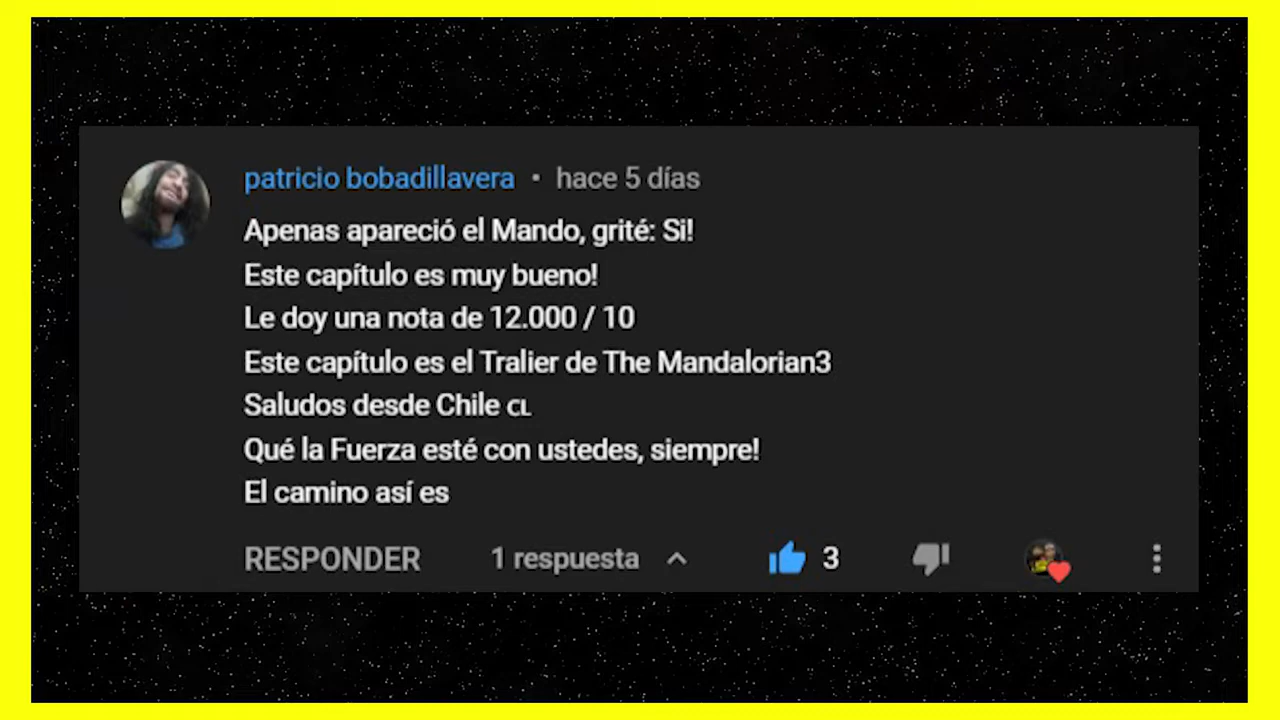 patricio bobadillavera • hace 5 días
Apenas apareció el Mando, grité: Si!
Este capítulo es muy bueno!
Le doy una nota de 12.000 / 10
Este capítulo es el Tralier de The Mandalorian3
Saludos desde Chile CL
Qué la Fuerza esté con ustedes, siempre!
El camino así es
RESPONDER 1 respuesta 3